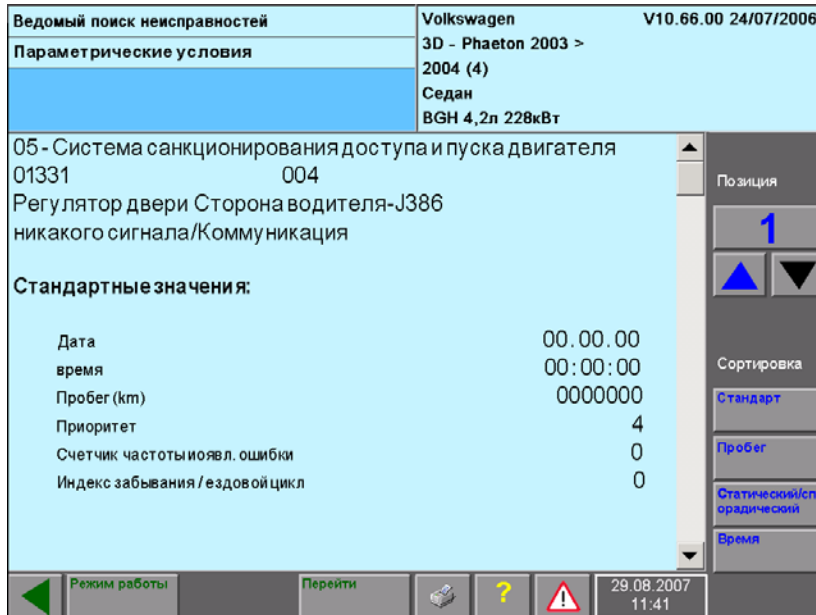 Ведомый поиск неисправностей
Параметрические условия
Volkswagen
V10.66.00 24/07/2006
3D - Phaeton 2003 >
2004 (4)
Седан
BGH 4,2л 228кВт
05 - Система санкционирования доступа и пуска двигателя
01331 004
Регулятор двери Сторона водителя-J386
никакого сигнала/Коммуникация
Стандартные значения:
Дата 00.00.00
время 00:00:00
Пробег (km) 0000000
Приоритет 4
Счетчик частоты иоявл. ошибки 0
Индекс забывания / ездовой цикл 0
Позиция
1
Сортировка
Стандарт
Пробег
Статический/сп
орадический
Время
Режим работы
Перейти
?
!
29.08.2007
11:41